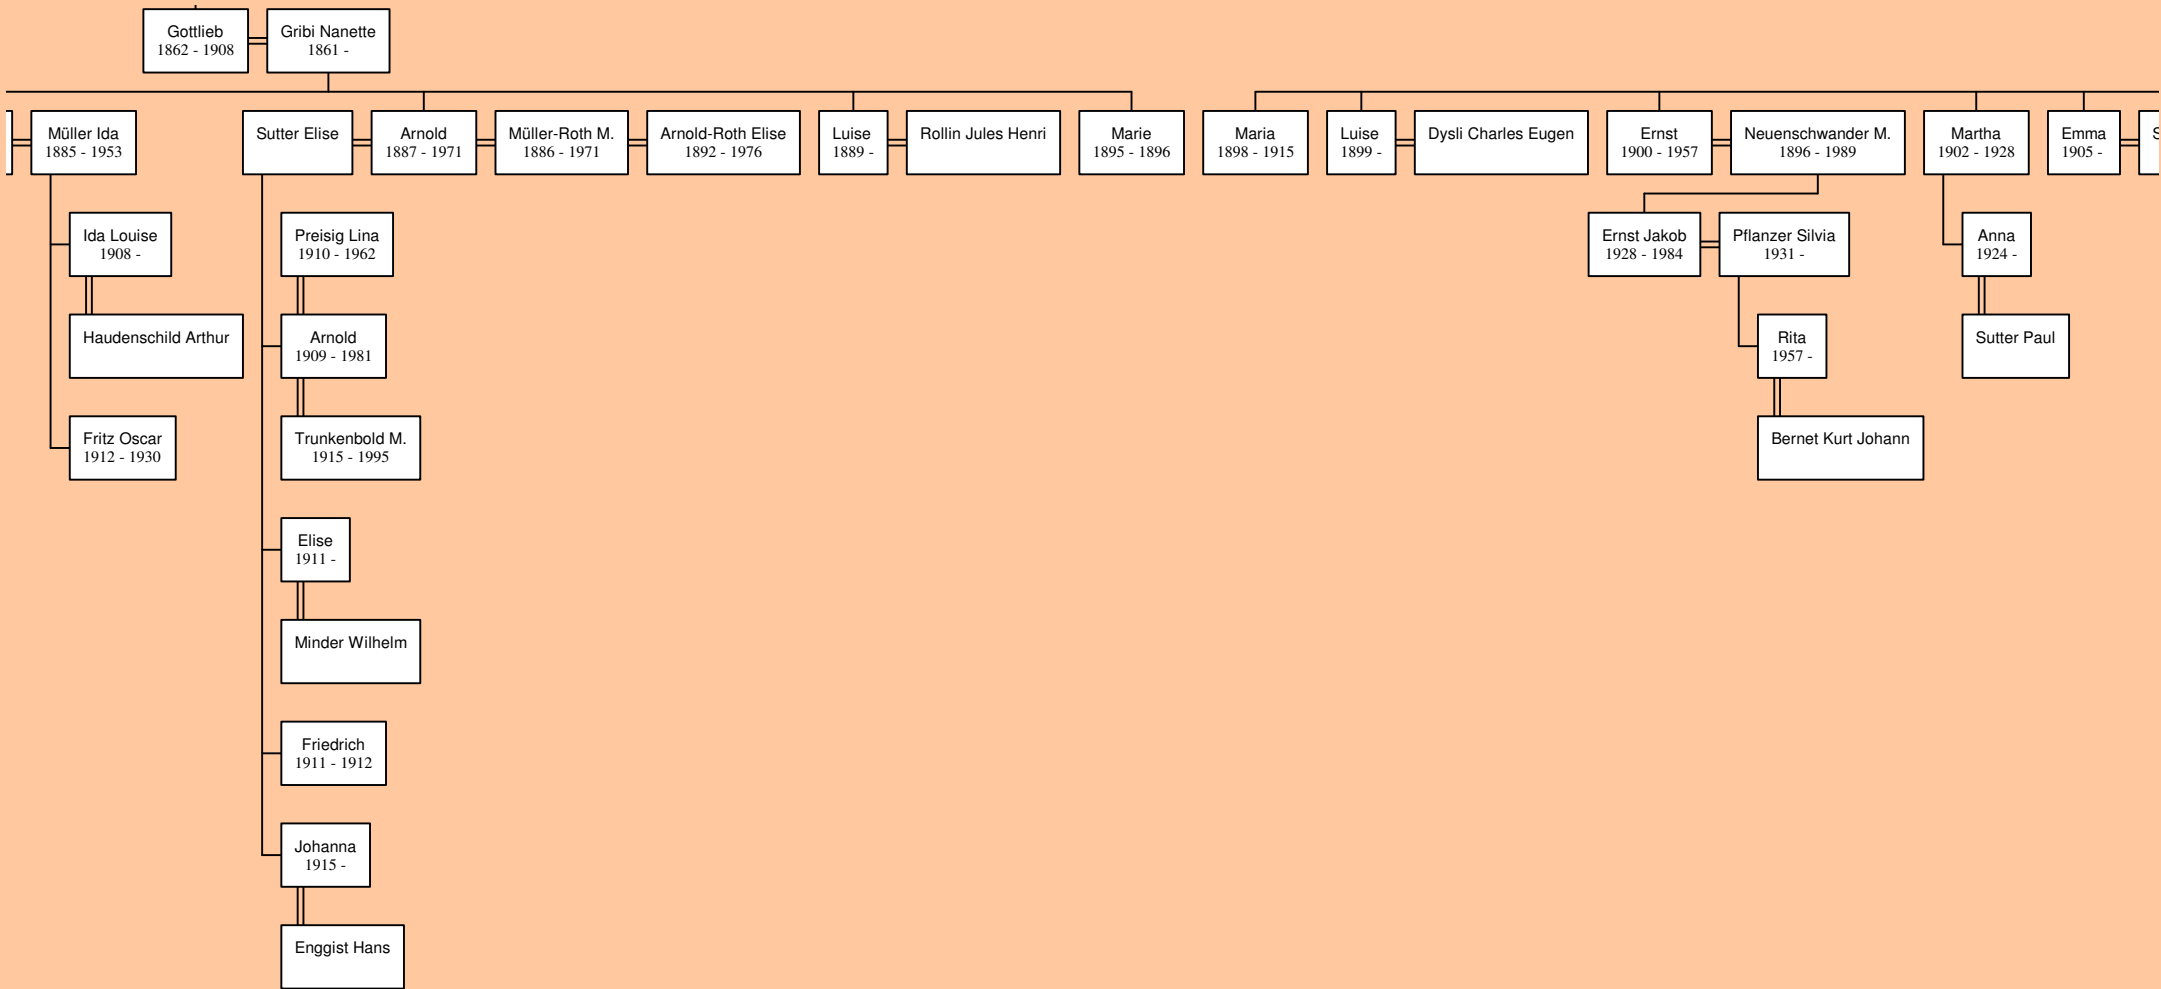 Gottlieb
1862 - 1908
Gribi Nanette
1861 -
Müller Ida
1885 - 1953
Sutter Elise
Arnold
1887 - 1971
Müller-Roth M.
1886 - 1971
Arnold-Roth Elise
1892 - 1976
Luise
1889 -
Rollin Jules Henri
Marie
1895 - 1896
Maria
1898 - 1915
Luise
1899 -
Dysli Charles Eugen
Ernst
1900 - 1957
Neuenschwander M.
1896 - 1989
Martha
1902 - 1928
Emma
1905 -
Ida Louise
1908 -
Preisig Lina
1910 - 1962
Ernst Jakob
1928 - 1984
Pflanzer Silvia
1931 -
Anna
1924 -
Haudenschild Arthur
Arnold
1909 - 1981
Rita
1957 -
Sutter Paul
Fritz Oscar
1912 - 1930
Trunkenbold M.
1915 - 1995
Bernet Kurt Johann
Elise
1911 -
Minder Wilhelm
Friedrich
1911 - 1912
Johanna
1915 -
Enggist Hans